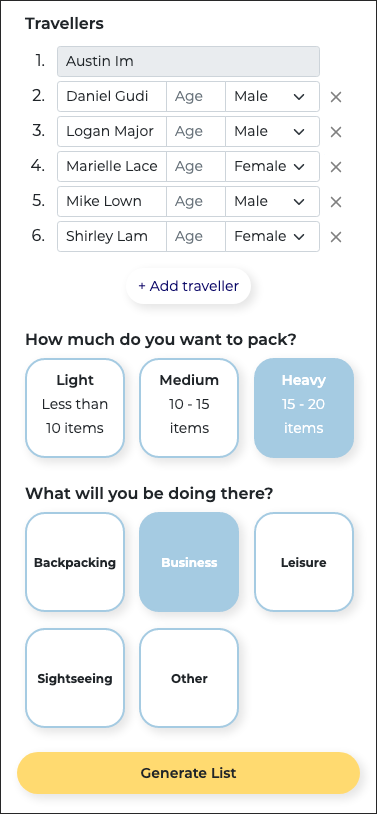 Travellers
1. Austin Im
2. Daniel Gudi Age Male
3. Logan Major Age Male
4. Marielle Lace Age Female
5. Mike Lown Age Male
6. Shirley Lam Age Female
+ Add traveller
How much do you want to pack?
Light
Less than
10 items
Medium
10 - 15
items
Heavy
15 - 20
items
What will you be doing there?
Backpacking
Business
Leisure
Sightseeing
Other
Generate List